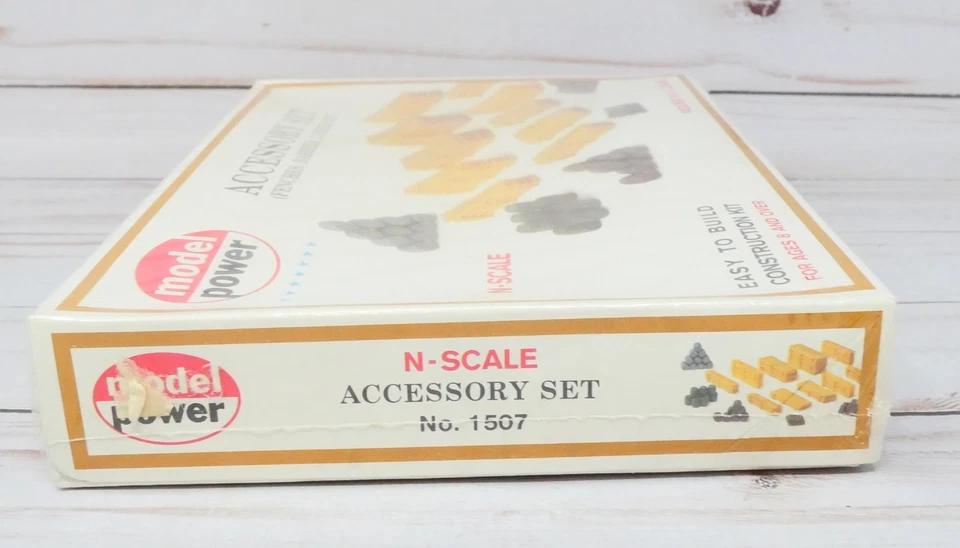 ACCESSORY SET
model
power
N-SCALE
EASY TO BUILD
CONSTRUCTION KIT
FOR AGES 8 AND OVER
model
power
N-SCALE
ACCESSORY SET
No. 1507